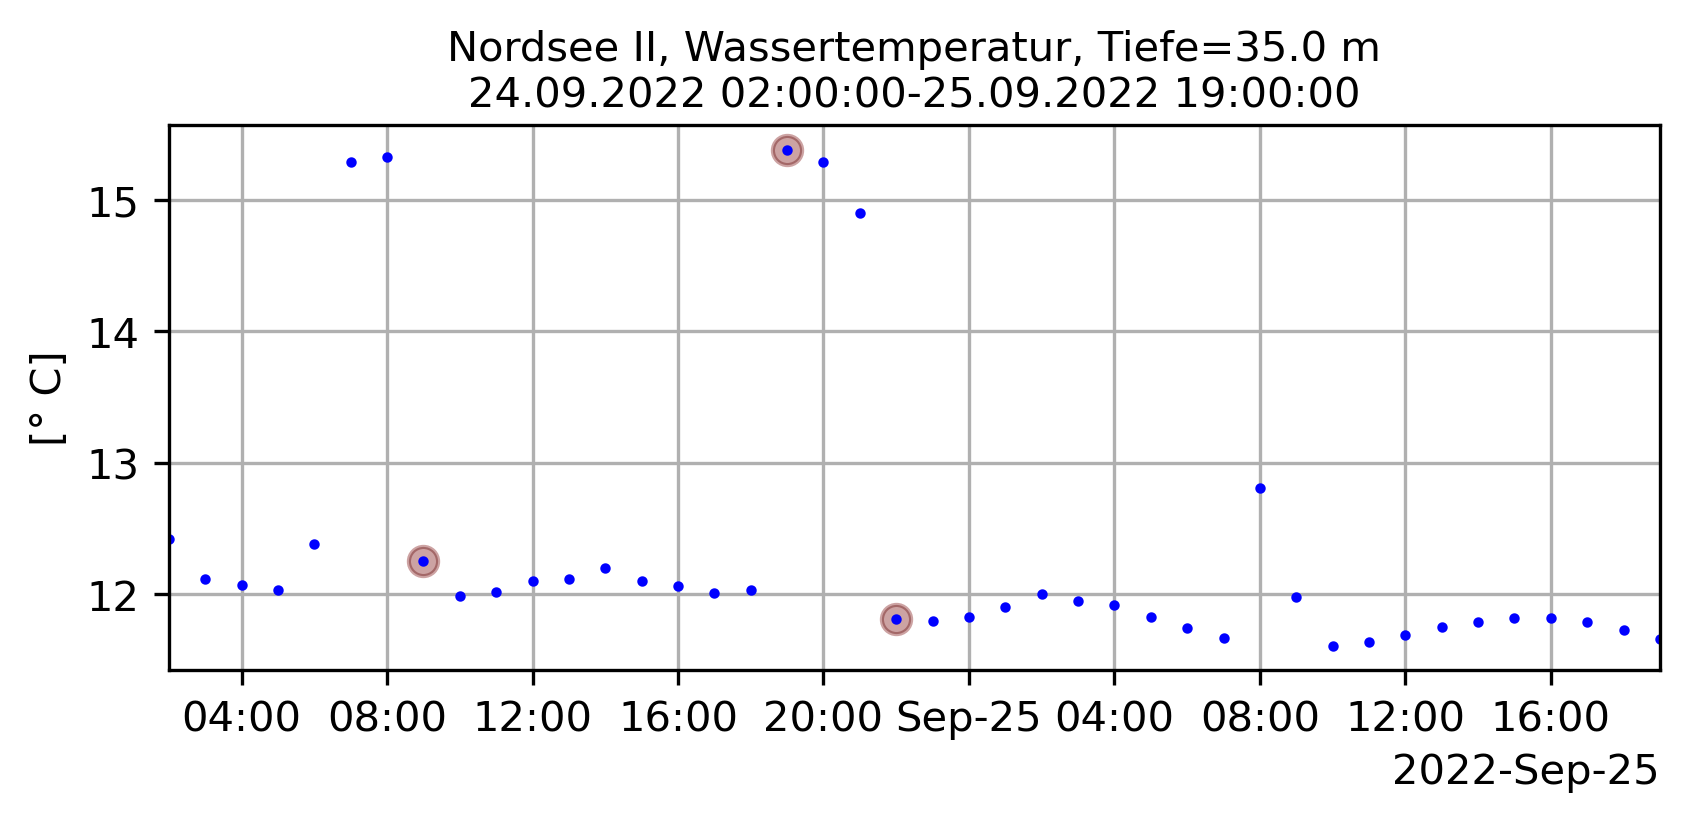 Nordsee II, Wassertemperatur, Tiefe=35.0 m
24.09.2022 02:00:00-25.09.2022 19:00:00
[° C]
15
14
13
12
04:00 08:00 12:00 16:00 20:00 Sep-25 04:00 08:00 12:00 16:00
2022-Sep-25